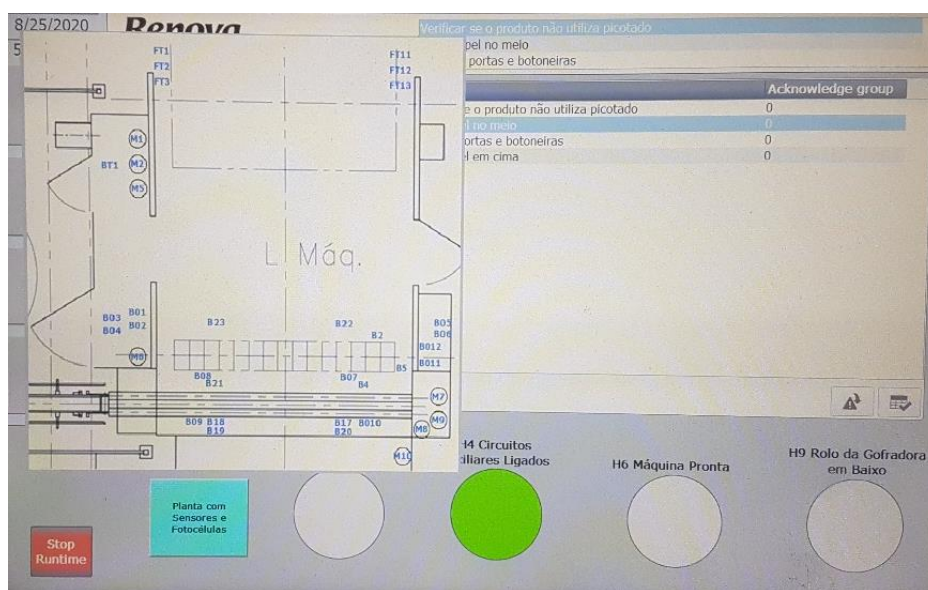 8/25/2020
Renova
Verificar se o produto não utiliza picotado
5
pel no meio
portas e botoneiras
Acknowledge group
e o produto não utiliza picotado 0
el no meio 0
ortas e botoneiras 0
l em cima 0
FT1
FT2
FT3
FT11
FT12
FT13
M1
BT1 M2
M5
L Máq.
B03 B01
B04 B02
B23
B22
B2
B05
B06
B012
B011
M6
B5
B08
B21
B07
B4
M7
B09 B18
B19
B17 B010
B20
M8
M9
M10
H4 Circuitos
iliares Ligados
H6 Máquina Pronta
H9 Rolo da Gofradora
em Baixo
Planta com
Sensores e
Fotocélulas
Stop
Runtime